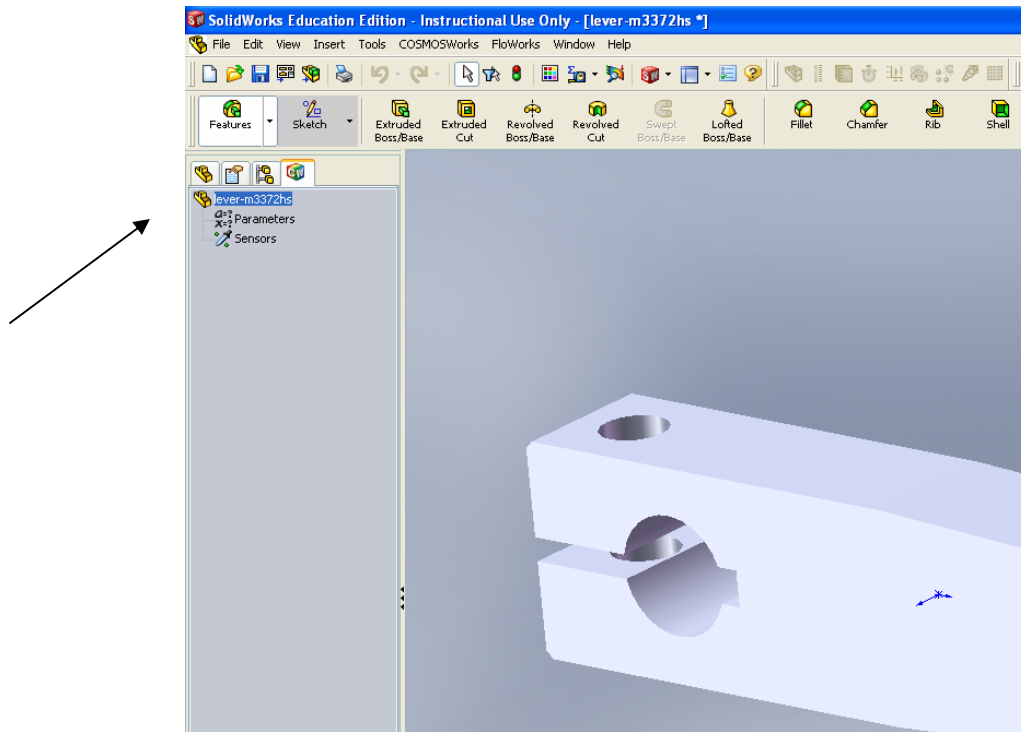 SolidWorks Education Edition - Instructional Use Only - [lever-m3372hs *]
File Edit View Insert Tools COSMOSWorks FloWorks Window Help
Features Sketch Extruded Boss/Base Extruded Cut Revolved Boss/Base Revolved Cut Swept Boss/Base Lofted Boss/Base Fillet Chamfer Rib Shell
lever-m3372hs
a=? x=? Parameters
Sensors